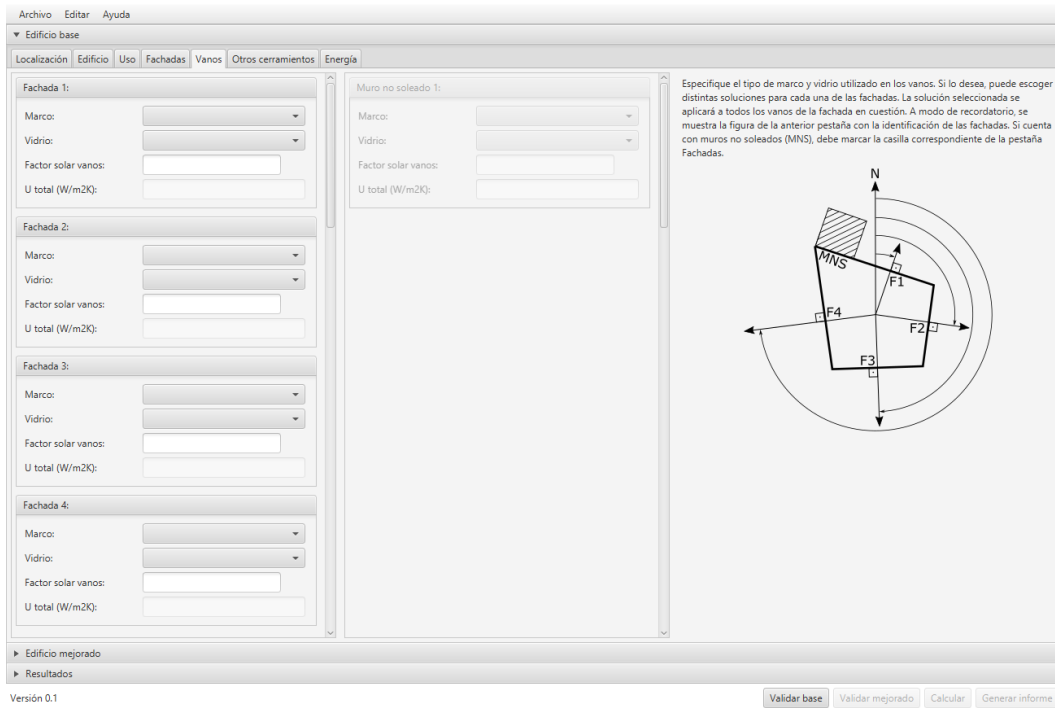 Archivo Editar Ayuda
Edificio base
Localización Edificio Uso Fachadas Vanos Otros cerramientos Energía
Fachada 1:
Marco:
Vidrio:
Factor solar vanos:
U total (W/m2K):
Fachada 2:
Marco:
Vidrio:
Factor solar vanos:
U total (W/m2K):
Fachada 3:
Marco:
Vidrio:
Factor solar vanos:
U total (W/m2K):
Fachada 4:
Marco:
Vidrio:
Factor solar vanos:
U total (W/m2K):
Muro no soleado 1:
Marco:
Vidrio:
Factor solar vanos:
U total (W/m2K):
Especifique el tipo de marco y vidrio utilizado en los vanos. Si lo desea, puede escoger
distintas soluciones para cada una de las fachadas. La solución seleccionada se
aplicará a todos los vanos de la fachada en cuestión. A modo de recordatorio, se
muestra la figura de la anterior pestaña con la identificación de las fachadas. Si cuenta
con muros no soleados (MNS), debe marcar la casilla correspondiente de la pestaña
Fachadas.
N
MNS
F1
F4
F2
F3
Edificio mejorado
Resultados
Versión 0.1
Validar base Validar mejorado Calcular Generar informe